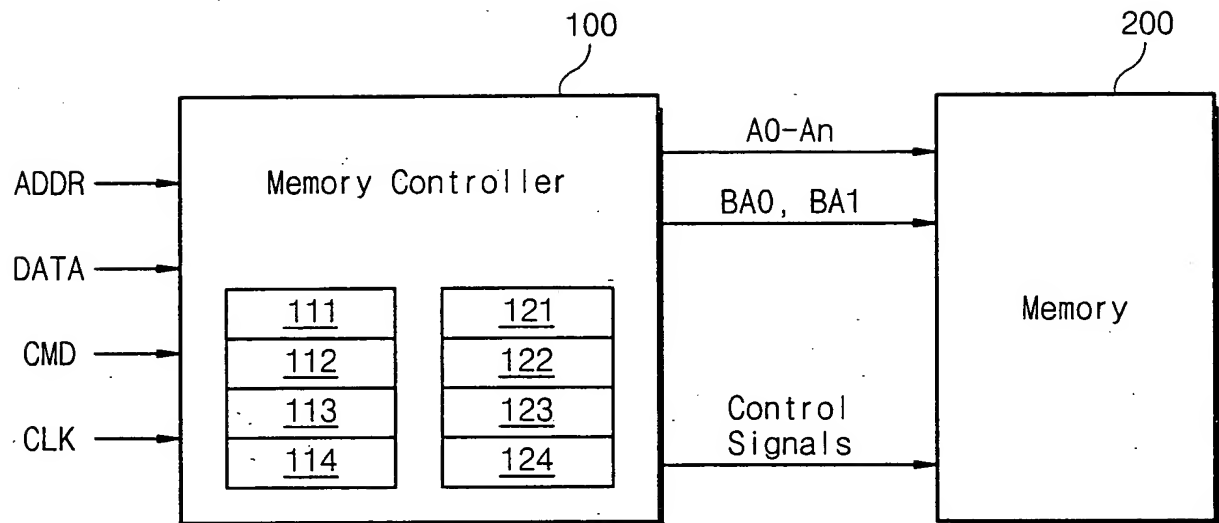 100
200
Memory Controller
ADDR
DATA
CMD
CLK
111
112
113
114
121
122
123
124
A0-An
BA0, BA1
Control
Signals
Memory